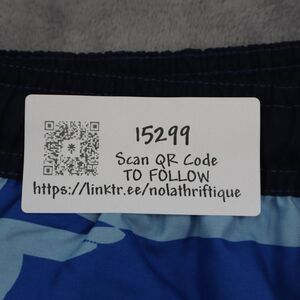 15299
Scan QR Code
TO FOLLOW
https://linktr.ee/nolathriftique